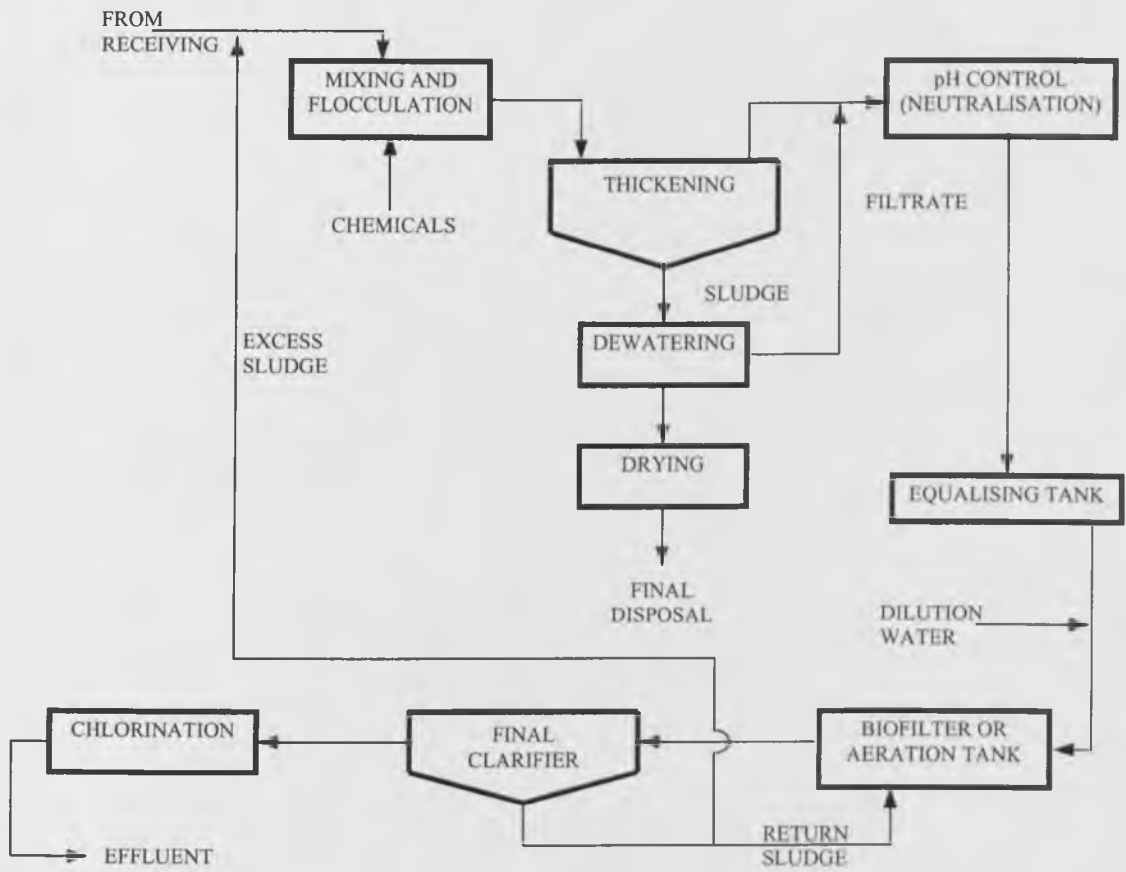 FROM
RECEIVING
MIXING AND
FLOCCULATION
pH CONTROL
(NEUTRALISATION)
THICKENING
FILTRATE
CHEMICALS
SLUDGE
EXCESS
SLUDGE
DEWATERING
DRYING
EQUALISING TANK
FINAL
DISPOSAL
DILUTION
WATER
CHLORINATION
FINAL
CLARIFIER
BIOFILTER OR
AERATION TANK
RETURN
SLUDGE
EFFLUENT